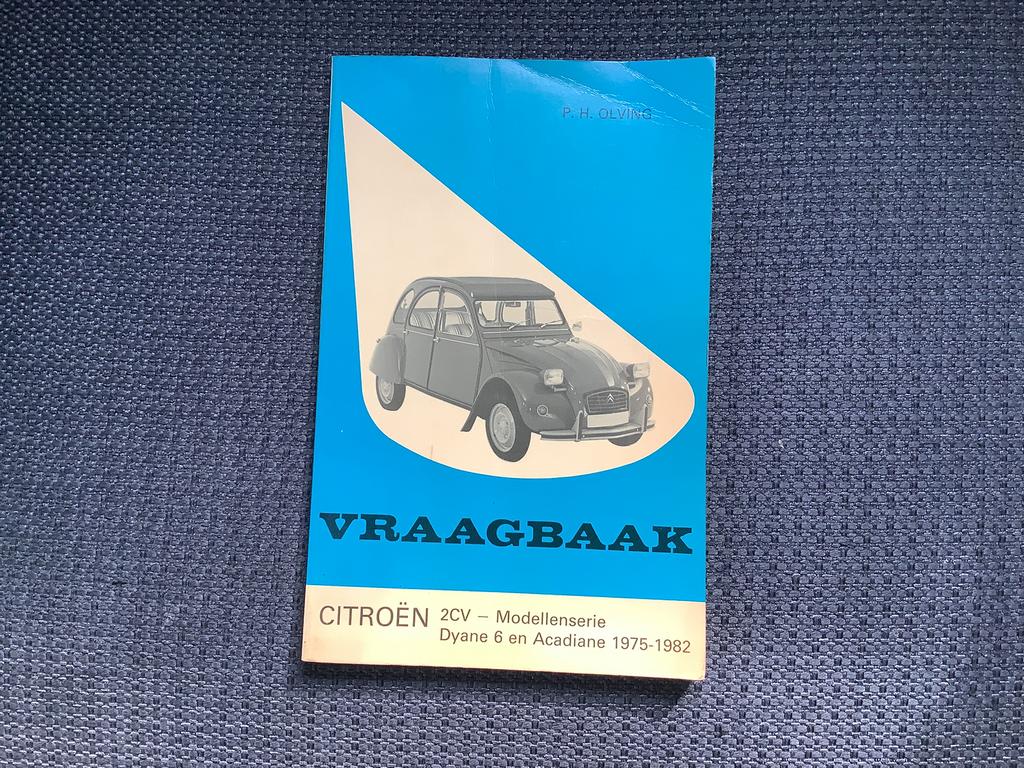 P. H. OLVING
VRAAGBAAK
CITROËN 2CV – Modellenserie
Dyane 6 en Acadiane 1975-1982